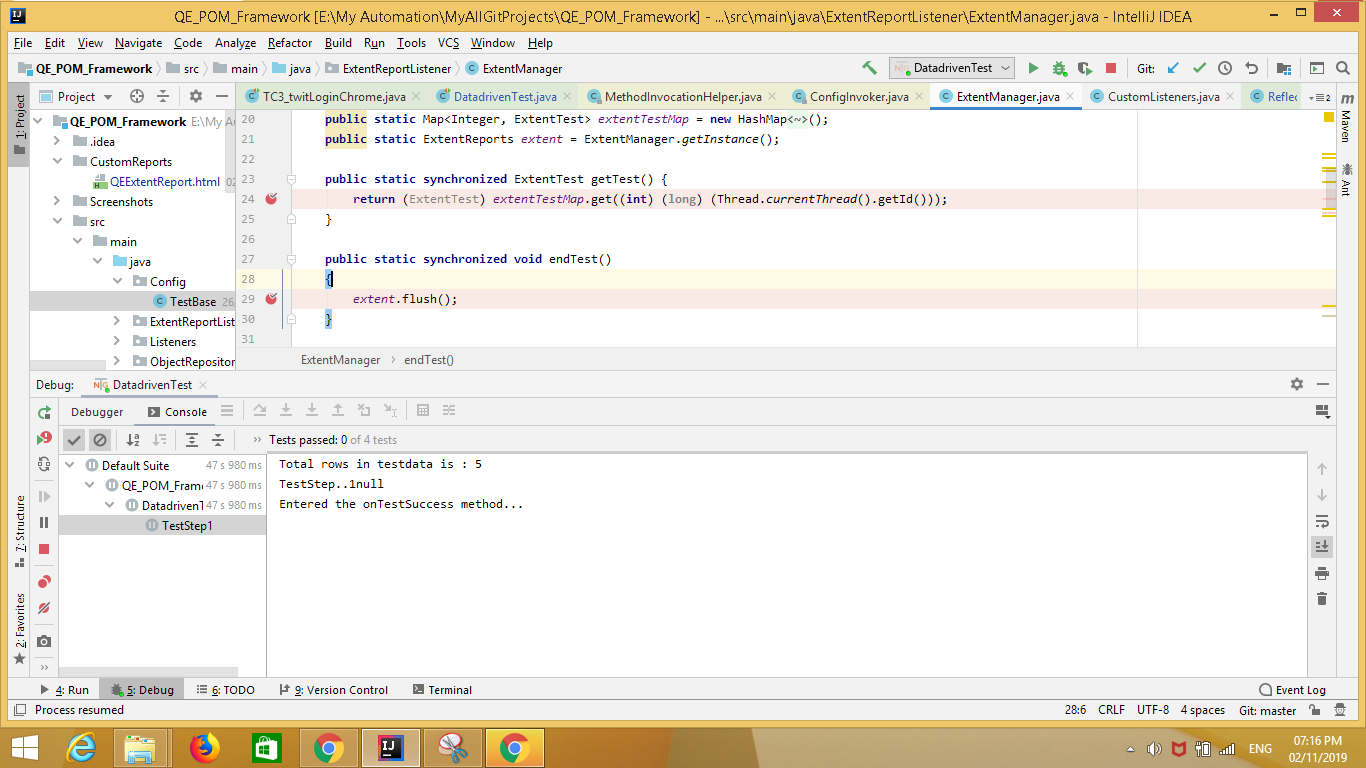 QE_POM_Framework [E:\My Automation\MyAllGitProjects\QE_POM_Framework] - ...\src\main\java\ExtentReportListener\ExtentManager.java - IntelliJ IDEA
File Edit View Navigate Code Analyze Refactor Build Run Tools VCS Window Help
QE_POM_Framework src main java ExtentReportListener ExtentManager DatadrivenTest Git:
1: Project
Project
TC3_twitLoginChrome.java DatadrivenTest.java MethodInvocationHelper.java ConfigInvoker.java ExtentManager.java CustomListeners.java Reflec
Maven
Ant
QE_POM_Framework E:\My A
.idea
CustomReports
QEExtentReport.html 02
Screenshots
src
main
java
Config
TestBase 26
ExtentReportList
Listeners
ObjectRepositor
20 public static Map<Integer, ExtentTest> extentTestMap = new HashMap<~>();
21 public static ExtentReports extent = ExtentManager.getInstance();
22
23 public static synchronized ExtentTest getTest() {
24 return (ExtentTest) extentTestMap.get((int) (long) (Thread.currentThread().getId()));
25 }
26
27 public static synchronized void endTest()
28 {
29 extent.flush();
30 }
31
ExtentManager endTest()
Debug: DatadrivenTest
Debugger Console
Tests passed: 0 of 4 tests
Default Suite 47 s 980 ms
QE_POM_Fram 47 s 980 ms
DatadrivenT 47 s 980 ms
TestStep1
Total rows in testdata is : 5
TestStep..1null
Entered the onTestSuccess method...
7: Structure
2: Favorites
4: Run 5: Debug 6: TODO 9: Version Control Terminal Event Log
Process resumed 28:6 CRLF UTF-8 4 spaces Git: master
ENG
07:16 PM
02/11/2019